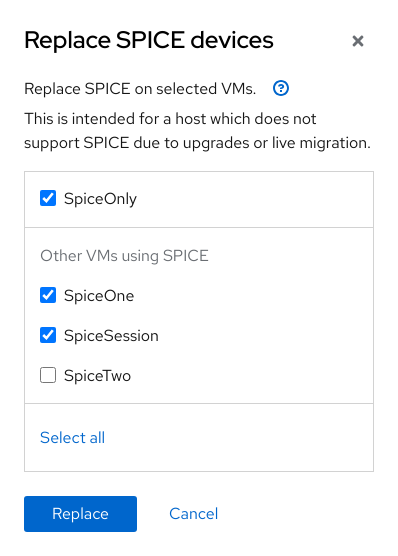 Replace SPICE devices
Replace SPICE on selected VMs.
This is intended for a host which does not
support SPICE due to upgrades or live migration.
SpiceOnly
Other VMs using SPICE
SpiceOne
SpiceSession
SpiceTwo
Select all
Replace Cancel